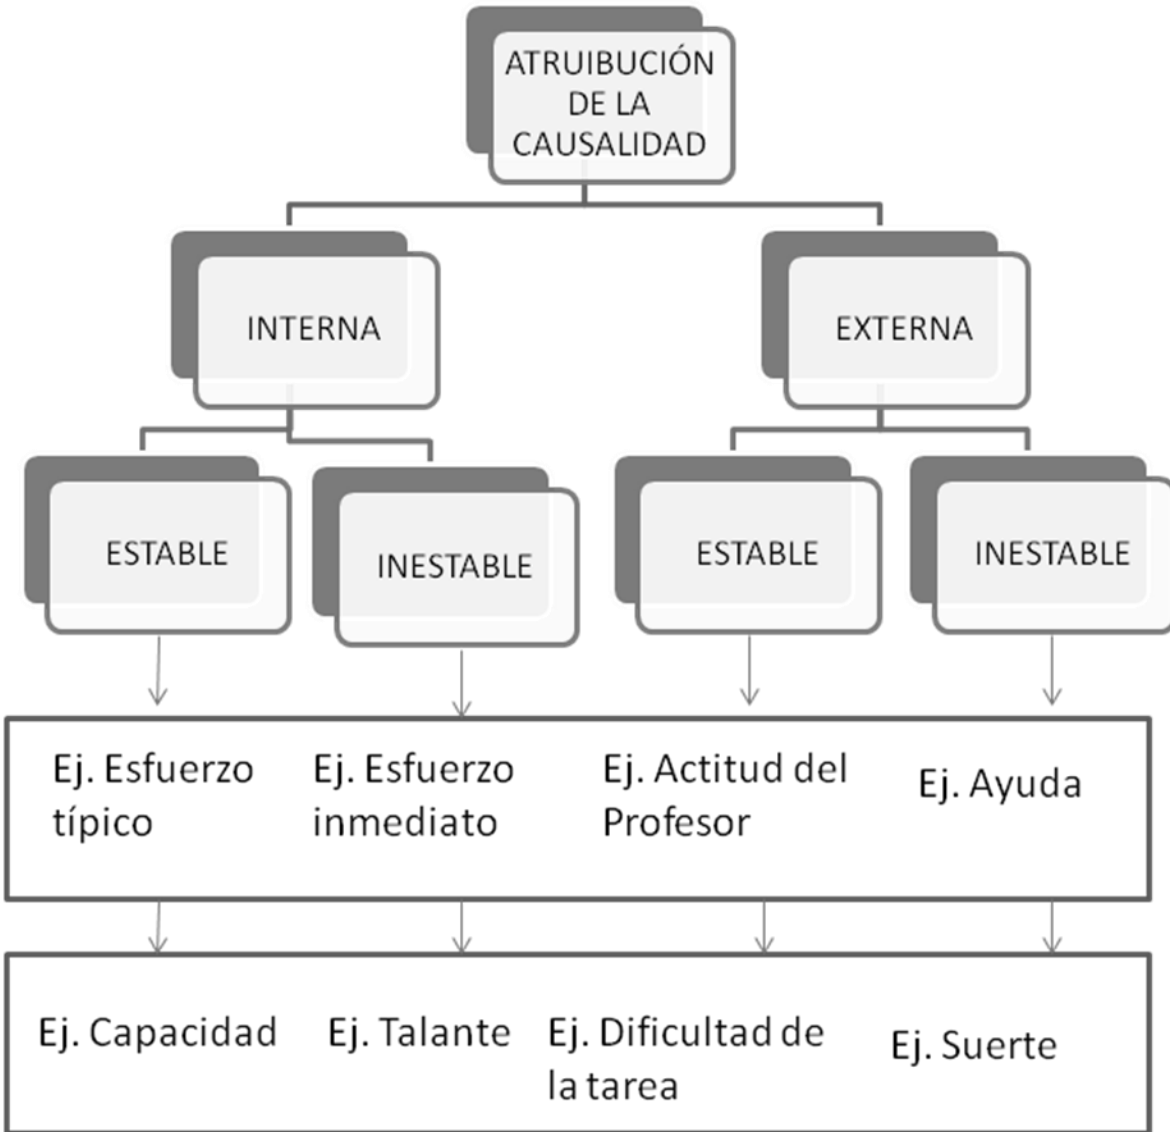 ATRUIBUCIÓN
DE LA
CAUSALIDAD
INTERNA
EXTERNA
ESTABLE
INESTABLE
ESTABLE
INESTABLE
Ej. Esfuerzo
típico
Ej. Esfuerzo
inmediato
Ej. Actitud del
Profesor
Ej. Ayuda
Ej. Capacidad
Ej. Talante
Ej. Dificultad de
la tarea
Ej. Suerte